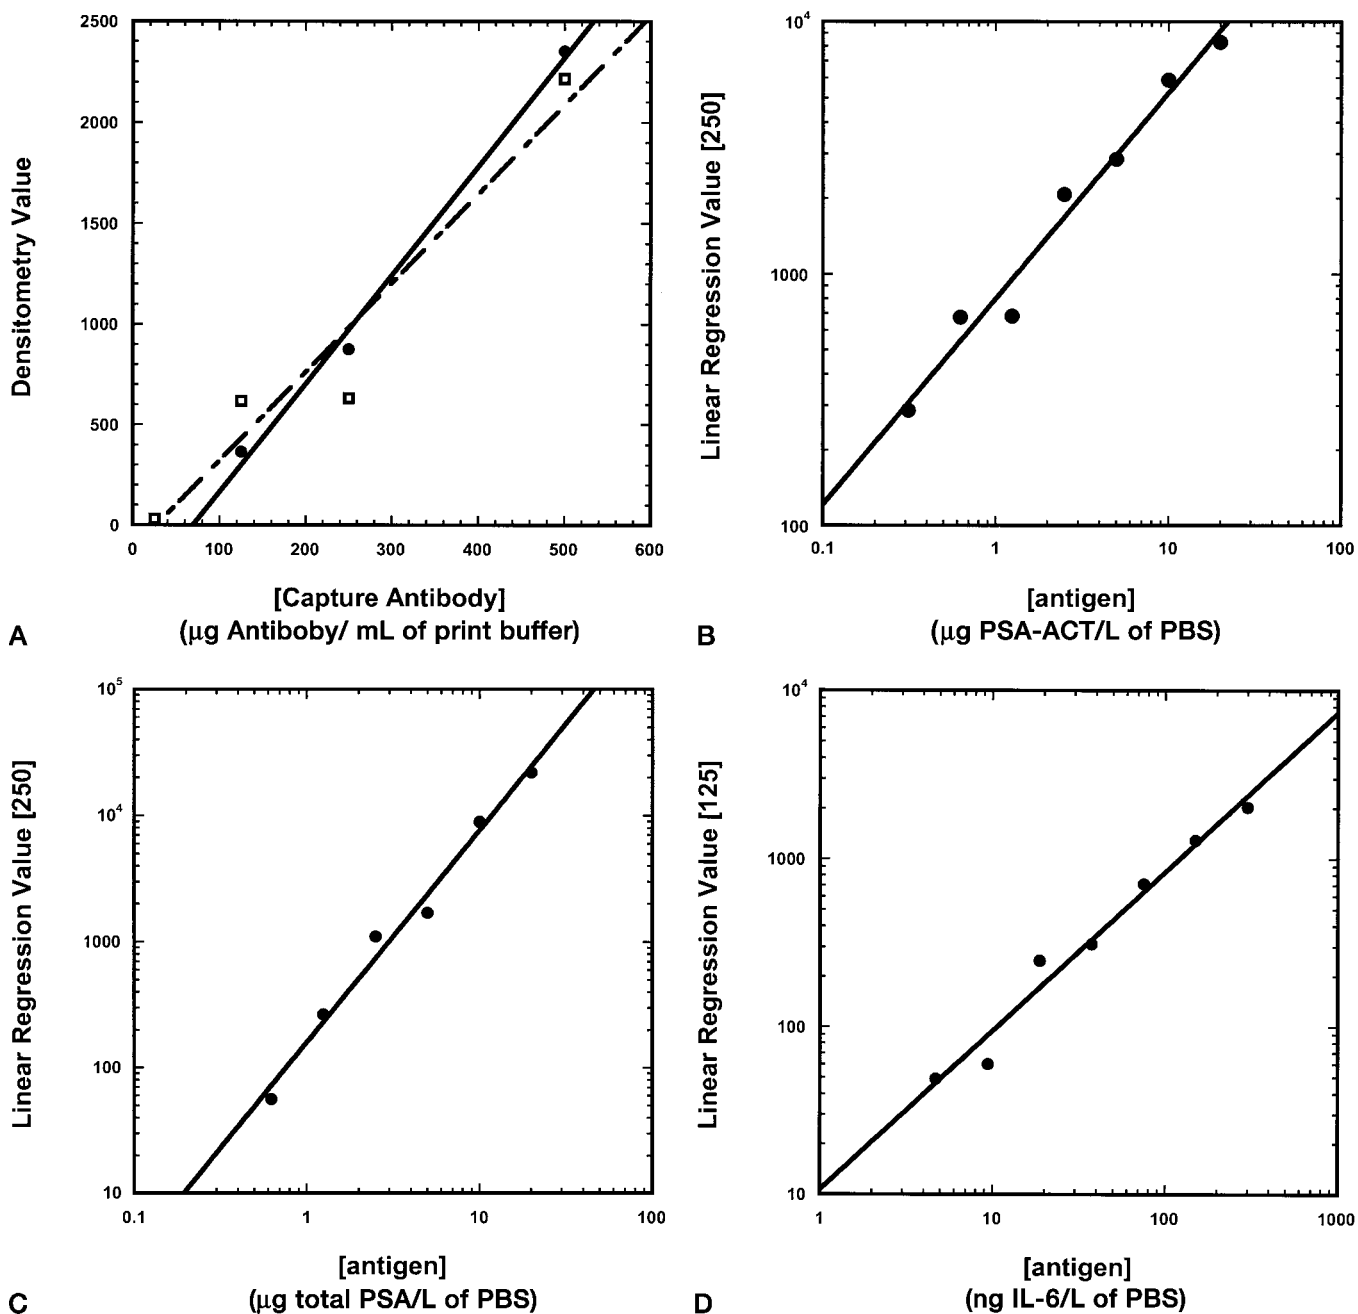 2500
2000
1500
1000
500
0
0 100 200 300 400 500 600
Densitometry Value
[Capture Antibody]
(μg Antiboby/ mL of print buffer)
A
10⁴
1000
100
0.1 1 10 100
Linear Regression Value [250]
[antigen]
(μg PSA-ACT/L of PBS)
B
10⁵
10⁴
1000
100
10
0.1 1 10 100
Linear Regression Value [250]
[antigen]
(μg total PSA/L of PBS)
C
10⁴
1000
100
10
1 10 100 1000
Linear Regression Value [125]
[antigen]
(ng IL-6/L of PBS)
D